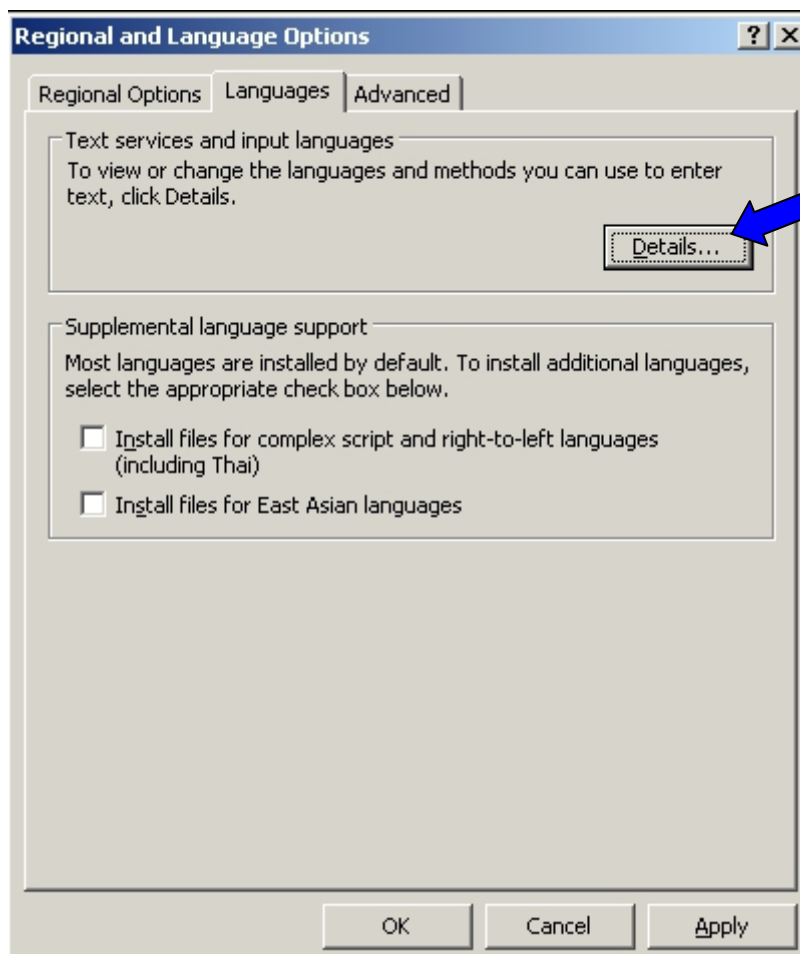 Regional and Language Options
Regional Options Languages Advanced
Text services and input languages
To view or change the languages and methods you can use to enter
text, click Details.
Details...
Supplemental language support
Most languages are installed by default. To install additional languages,
select the appropriate check box below.
Install files for complex script and right-to-left languages
(including Thai)
Install files for East Asian languages
OK Cancel Apply